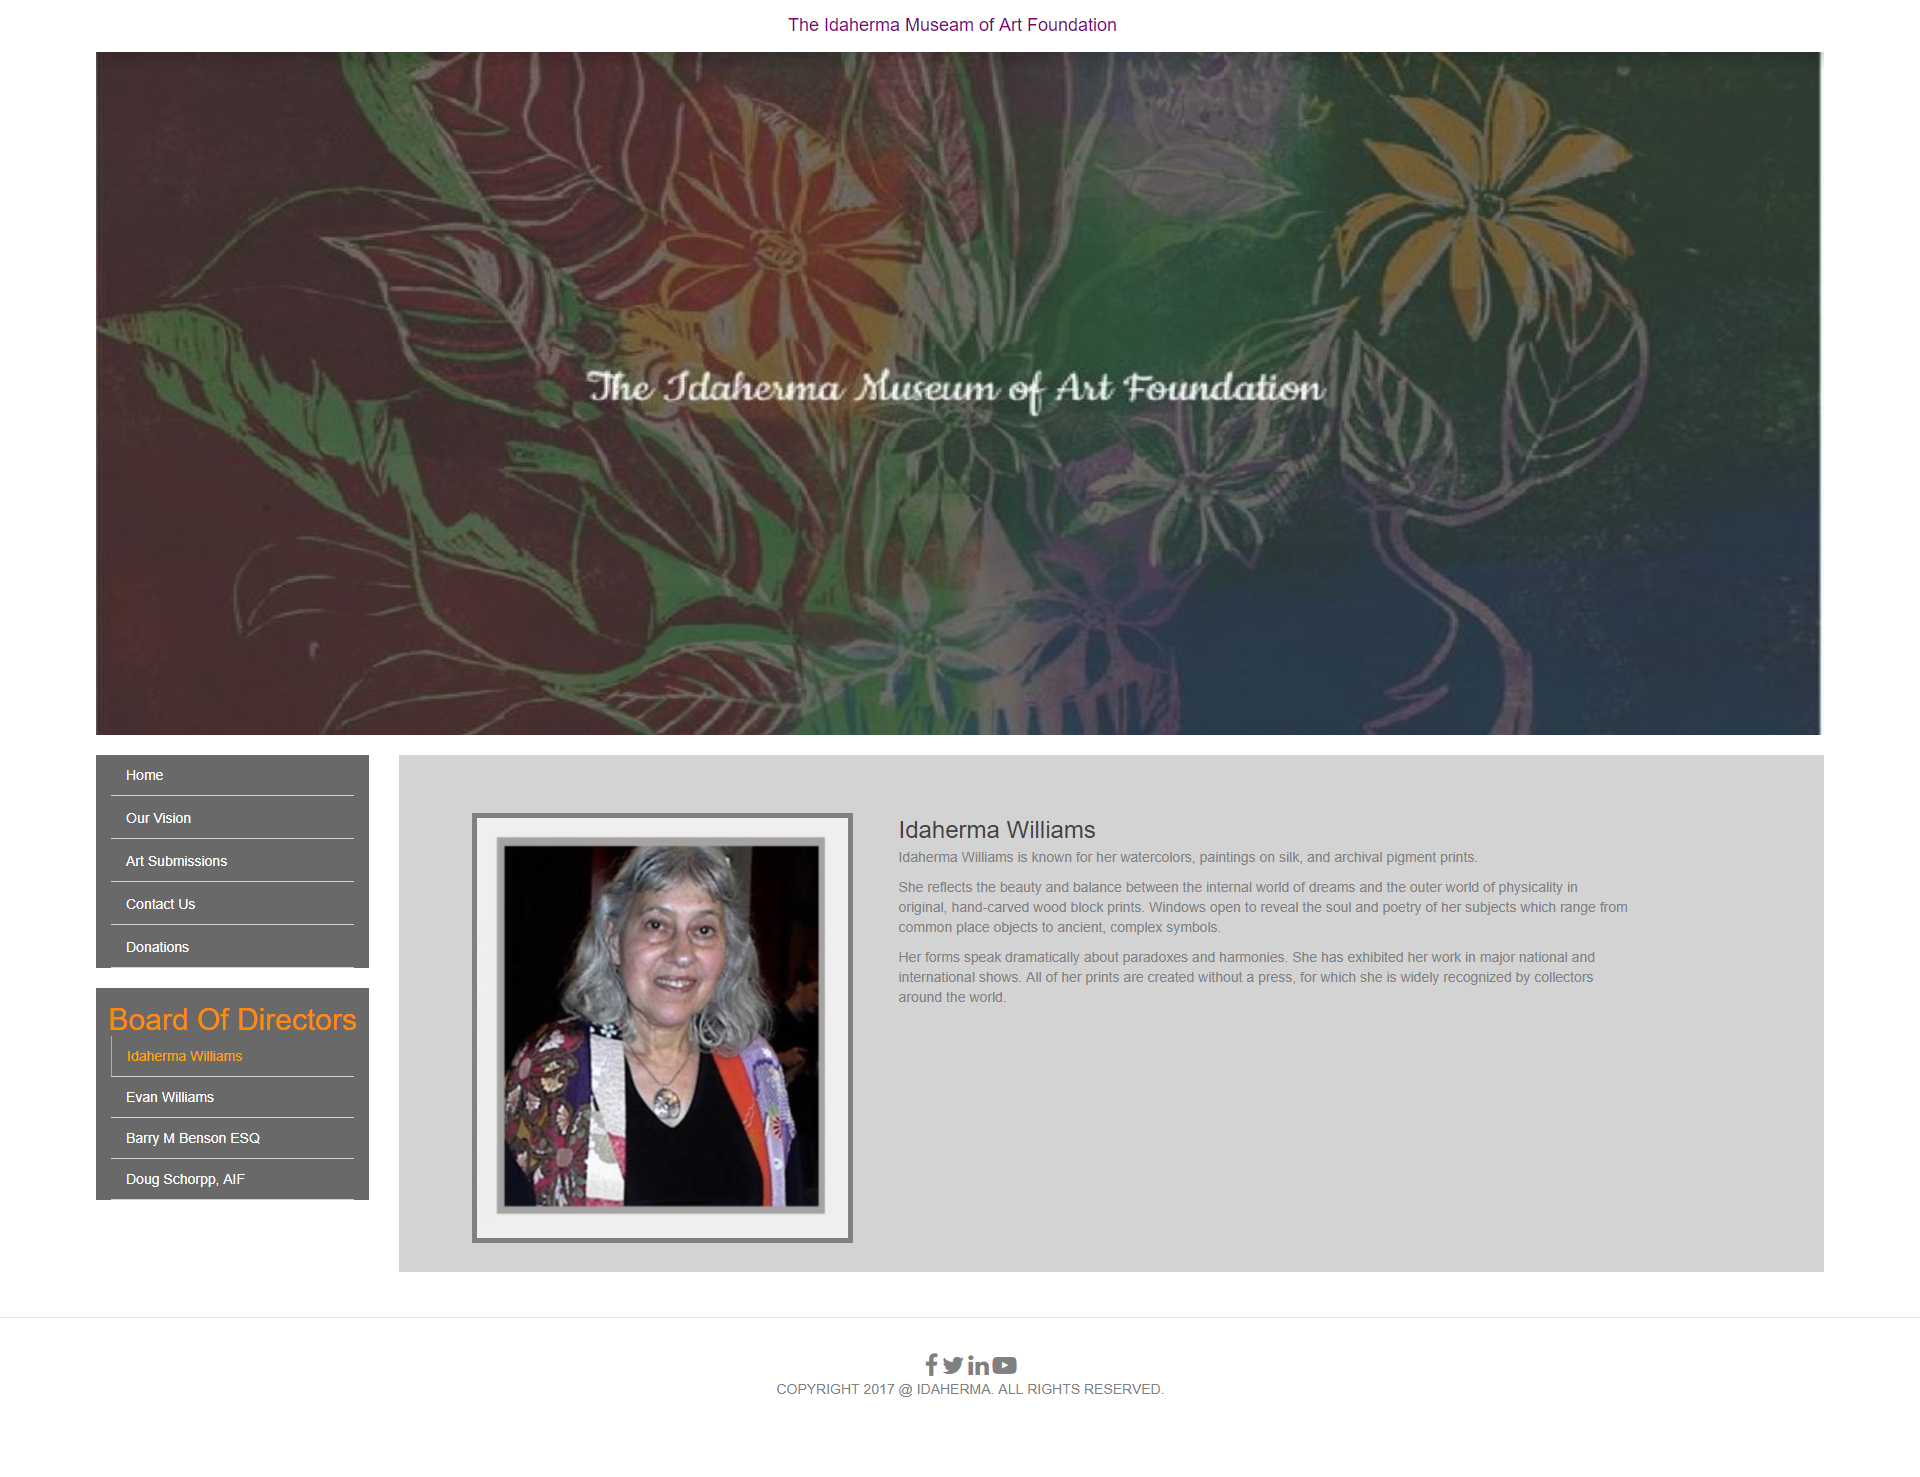 The Idaherma Museam of Art Foundation
The Idaherma Museum of Art Foundation
Home
Our Vision
Art Submissions
Contact Us
Donations
Board Of Directors
Idaherma Williams
Evan Williams
Barry M Benson ESQ
Doug Schorpp, AIF
Idaherma Williams
Idaherma Williams is known for her watercolors, paintings on silk, and archival pigment prints.
She reflects the beauty and balance between the internal world of dreams and the outer world of physicality in
original, hand-carved wood block prints. Windows open to reveal the soul and poetry of her subjects which range from
common place objects to ancient, complex symbols.
Her forms speak dramatically about paradoxes and harmonies. She has exhibited her work in major national and
international shows. All of her prints are created without a press, for which she is widely recognized by collectors
around the world.
COPYRIGHT 2017 @ IDAHERMA. ALL RIGHTS RESERVED.